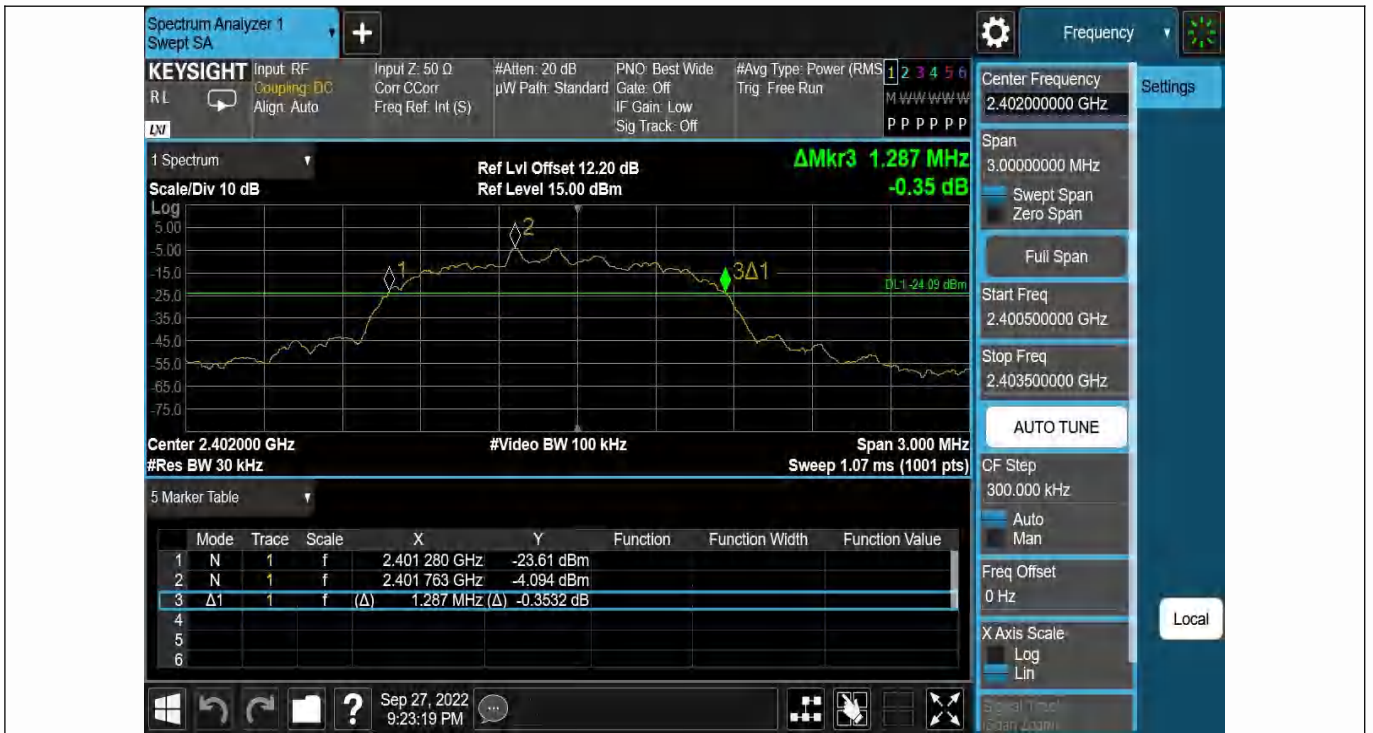 Spectrum Analyzer 1
Swept SA
+
Frequency
KEYSIGHT
Input: RF
Input Z: 50 Ω
#Atten: 20 dB
PNO: Best Wide
#Avg Type: Power (RMS
1 2 3 4 5 6
RL
Coupling: DC
Corr CCorr
µW Path: Standard
Gate: Off
Trig: Free Run
M W W W W W
Align: Auto
Freq Ref: Int (S)
IF Gain: Low
LXI
Sig Track: Off
P P P P P P
Center Frequency
2.402000000 GHz
Settings
Span
3.00000000 MHz
Swept Span
Zero Span
Full Span
Start Freq
2.400500000 GHz
Stop Freq
2.403500000 GHz
AUTO TUNE
CF Step
300.000 kHz
Auto
Man
Freq Offset
0 Hz
X Axis Scale
Log
Lin
Signal Track
(Span Zoom)
Local
1 Spectrum
Ref Lvl Offset 12.20 dB
ΔMkr3 1.287 MHz
Scale/Div 10 dB
Ref Level 15.00 dBm
-0.35 dB
Log
5.00
-5.00
-15.0
-25.0
-35.0
-45.0
-55.0
-65.0
-75.0
1
2
3Δ1
DL1 -24.09 dBm
Center 2.402000 GHz
#Video BW 100 kHz
Span 3.000 MHz
#Res BW 30 kHz
Sweep 1.07 ms (1001 pts)
5 Marker Table
Mode Trace Scale X Y Function Function Width Function Value
1 N 1 f 2.401 280 GHz -23.61 dBm
2 N 1 f 2.401 763 GHz -4.094 dBm
3 Δ1 1 f (Δ) 1.287 MHz (Δ) -0.3532 dB
4
5
6
?
Sep 27, 2022
9:23:19 PM